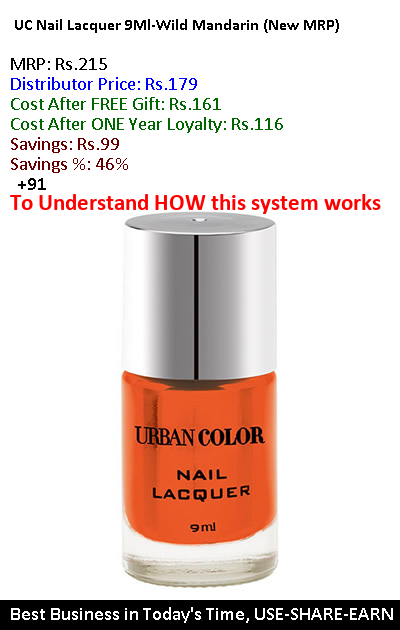 UC Nail Lacquer 9Ml-Wild Mandarin (New MRP)
MRP: Rs.215
Distributor Price: Rs.179
Cost After FREE Gift: Rs.161
Cost After ONE Year Loyalty: Rs.116
Savings: Rs.99
Savings %: 46%
+91
To Understand HOW this system works
URBAN COLOR
NAIL
LACQUER
9ml
Best Business in Today's Time, USE-SHARE-EARN